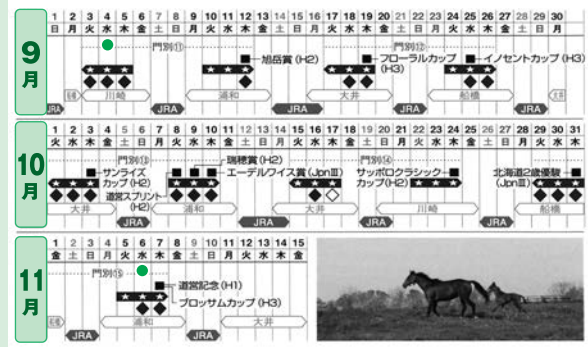 9月
1 2 3 4 5 6 7 8 9 10 11 12 13 14 15 16 17 18 19 20 21 22 23 24 25 26 27 28 29 30
日 月 火 水 木 金 土 日 月 火 水 木 金 土 日 月 火 水 木 金 土 日 月 火 水 木 金 土 日 月
門別⑪ 門別⑫
旭岳賞(H2) フローラルカップ(H3) イノセントカップ(H3)
川崎 浦和 大井 船橋 大井
JRA JRA JRA JRA JRA
10月
1 2 3 4 5 6 7 8 9 10 11 12 13 14 15 16 17 18 19 20 21 22 23 24 25 26 27 28 29 30 31
火 水 木 金 土 日 月 火 水 木 金 土 日 月 火 水 木 金 土 日 月 火 水 木 金 土 日 月 火 水 木
門別⑬ 門別⑭
瑞穂賞(H2)
サンライズカップ(H2) エーデルワイス賞(JpnⅢ) サッポロクラシックカップ(H2) 北海道2歳優駿(JpnⅢ)
道営スプリント(H2)
大井 浦和 大井 川崎 船橋
JRA JRA JRA JRA
11月
1 2 3 4 5 6 7 8 9 10 11 12 13 14 15
金 土 日 月 火 水 木 金 土 日 月 火 水 木 金
門別⑮
道営記念(H1)
ブロッサムカップ(H3)
浦和 大井
JRA JRA